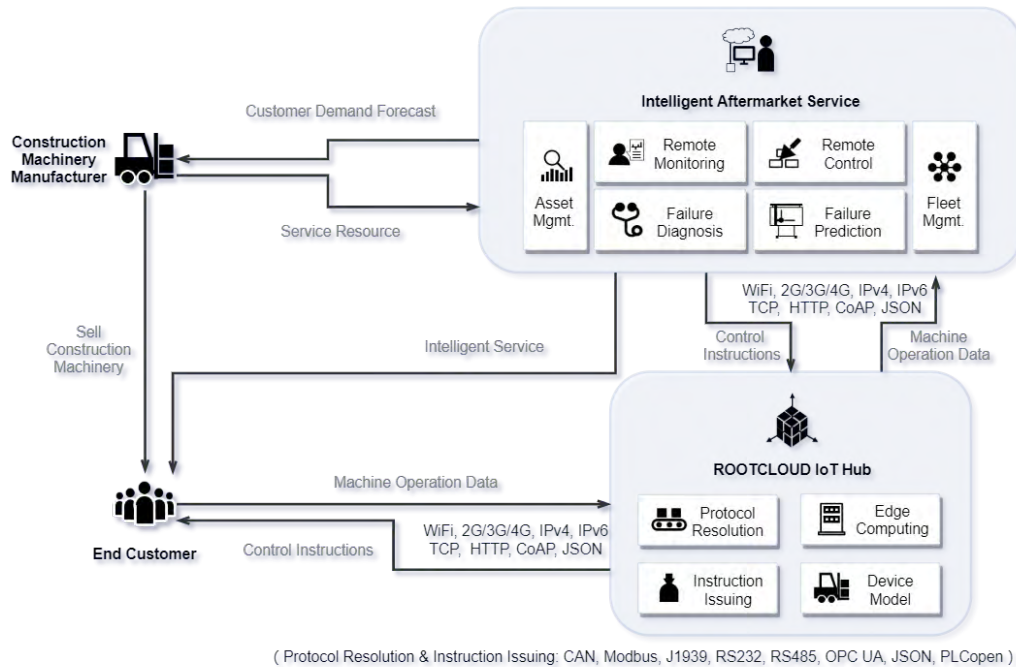 Intelligent Aftermarket Service
Customer Demand Forecast
Construction
Machinery
Manufacturer
Service Resource
Asset
Mgmt.
Remote
Monitoring
Remote
Control
Failure
Diagnosis
Failure
Prediction
Fleet
Mgmt.
WiFi, 2G/3G/4G, IPv4, IPv6
TCP, HTTP, CoAP, JSON
Sell
Construction
Machinery
Intelligent Service
Control
Instructions
Machine
Operation Data
ROOTCLOUD IoT Hub
Machine Operation Data
Protocol
Resolution
Edge
Computing
WiFi, 2G/3G/4G, IPv4, IPv6
TCP, HTTP, CoAP, JSON
End Customer
Control Instructions
Instruction
Issuing
Device
Model
( Protocol Resolution & Instruction Issuing: CAN, Modbus, J1939, RS232, RS485, OPC UA, JSON, PLCopen )